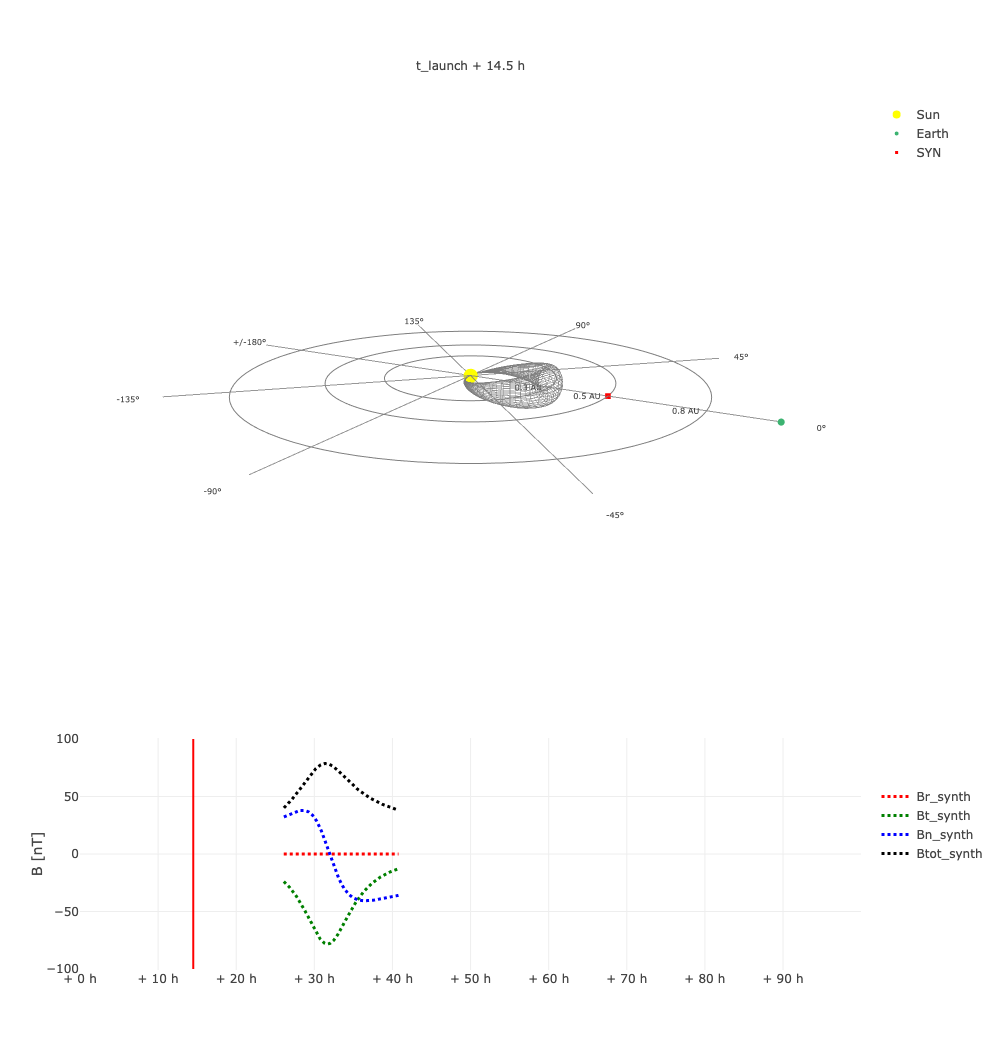 t_launch + 14.5 h
Sun
Earth
SYN
135°
90°
+/-180°
45°
-135°
0.3 AU
0.5 AU
0.8 AU
0°
-90°
-45°
100
50
0
−50
−100
B [nT]
+ 0 h
+ 10 h
+ 20 h
+ 30 h
+ 40 h
+ 50 h
+ 60 h
+ 70 h
+ 80 h
+ 90 h
Br_synth
Bt_synth
Bn_synth
Btot_synth